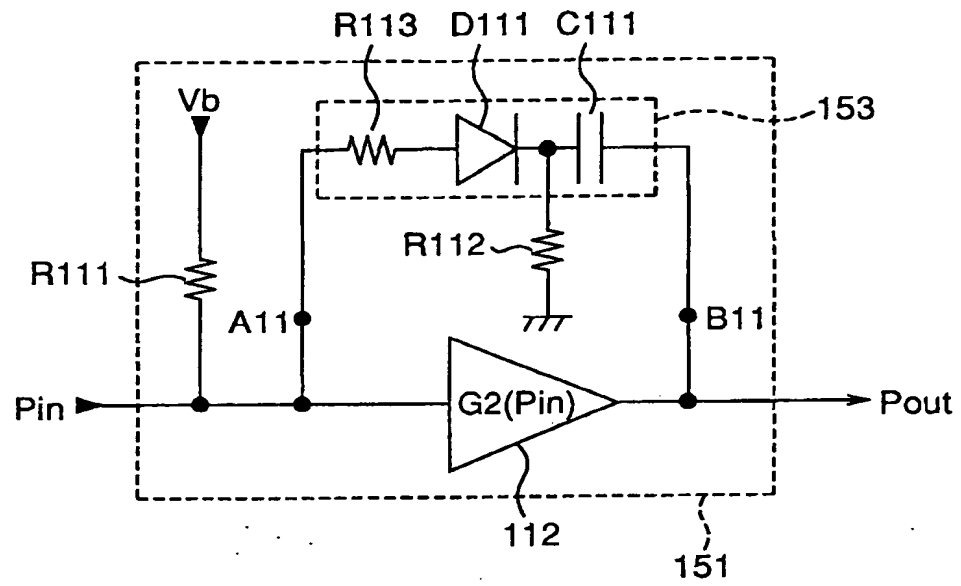 R113 D111 C111
Vb
153
R112
R111
A11
B11
Pin
G2(Pin)
Pout
112
151